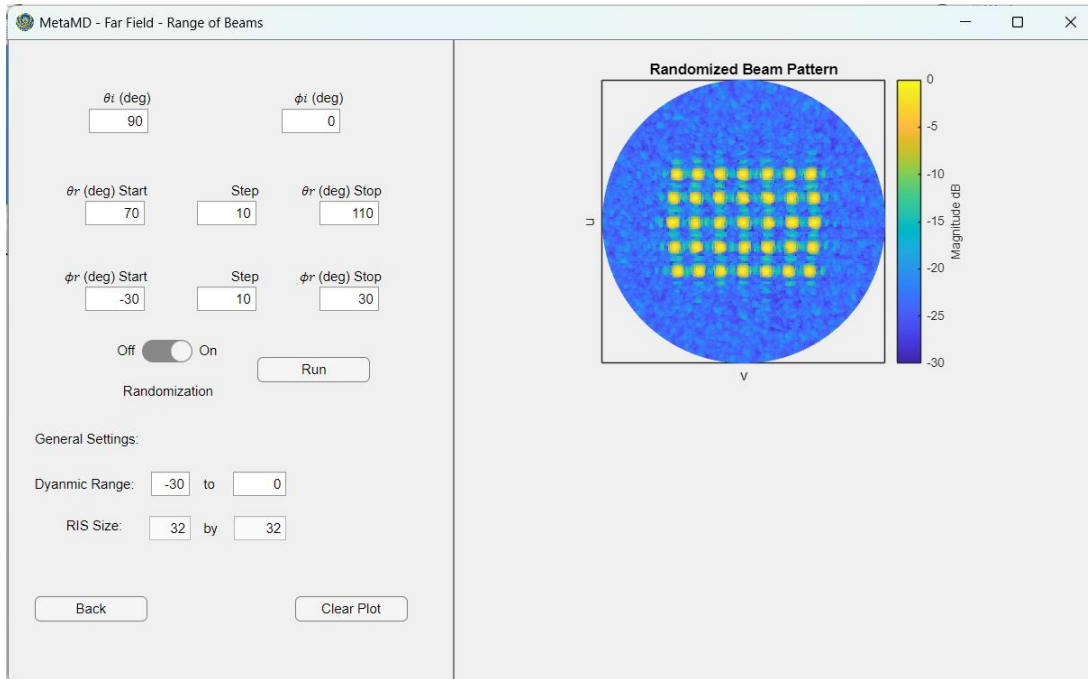 MetaMD - Far Field - Range of Beams
θi (deg)
ϕi (deg)
90
0
θr (deg) Start
Step
θr (deg) Stop
70
10
110
ϕr (deg) Start
Step
ϕr (deg) Stop
-30
10
30
Off
On
Run
Randomization
General Settings:
Dyanmic Range:
-30
to
0
RIS Size:
32
by
32
Back
Clear Plot
Randomized Beam Pattern
u
v
0
-5
-10
-15
-20
-25
-30
Magnitude dB